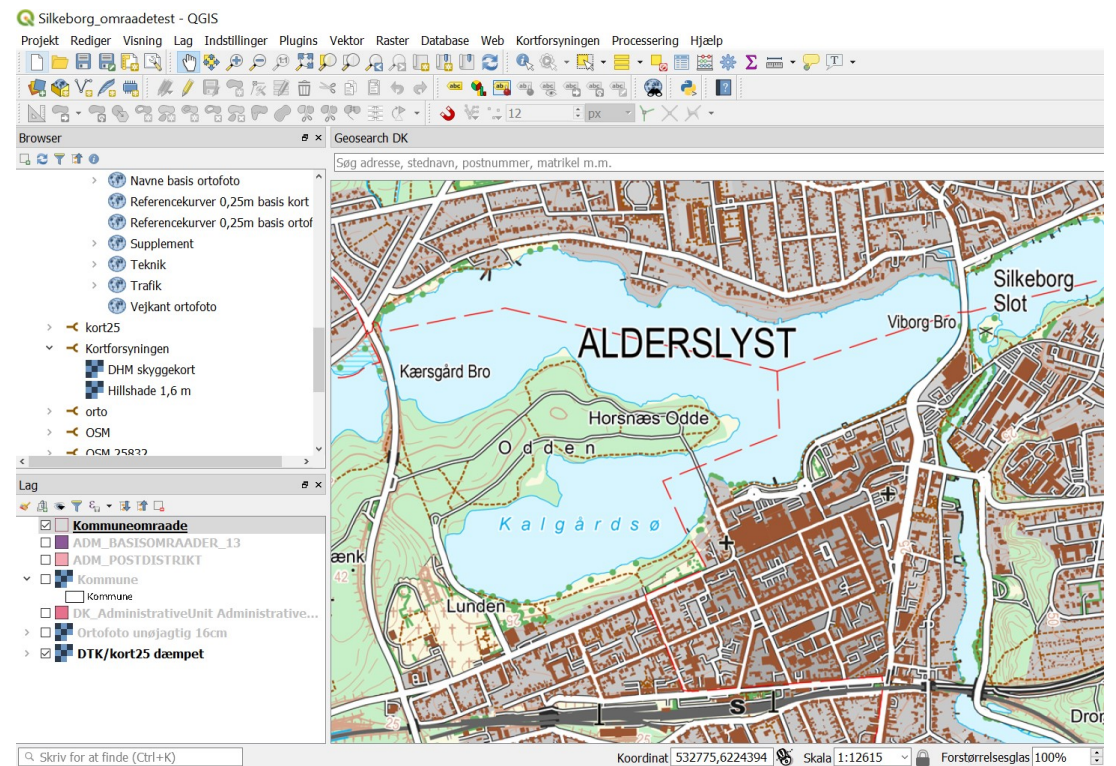 Silkeborg_omraadetest - QGIS
Projekt Rediger Visning Lag Indstillinger Plugins Vektor Raster Database Web Kortforsyningen Processering Hjælp
12 px
Browser
Geosearch DK
Søg adresse, stednavn, postnummer, matrikel m.m.
Navne basis ortofoto
Referencekurver 0,25m basis kort
Referencekurver 0,25m basis ortof
Supplement
Teknik
Trafik
Vejkant ortofoto
kort25
Kortforsyningen
DHM skyggekort
Hillshade 1,6 m
orto
OSM
OSM 25832
Lag
Kommuneomraade
ADM_BASISOMRAADER_13
ADM_POSTDISTRIKT
Kommune
Kommune
DK_AdministrativeUnit Administrative...
Ortofoto unøjagtig 16cm
DTK/kort25 dæmpet
Silkeborg
Slot
Viborg Bro
ALDERSLYST
Kærsgård Bro
Horsnæs Odde
Odden
Kalgårdsø
ænk
42
Lunden
25
I s I
Dror
Skriv for at finde (Ctrl+K)
Koordinat 532775,6224394 Skala 1:12615 Forstørrelsesglas 100%